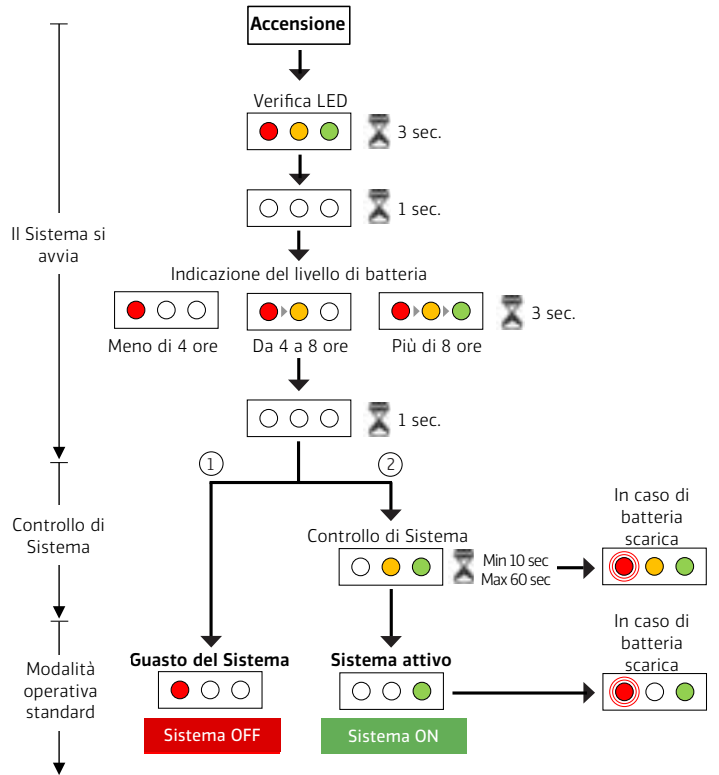 Accensione
Verifica LED
3 sec.
1 sec.
Il Sistema si
avvia
Indicazione del livello di batteria
3 sec.
Meno di 4 ore
Da 4 a 8 ore
Più di 8 ore
1 sec.
1
2
Controllo di
Sistema
Controllo di Sistema
Min 10 sec
Max 60 sec
In caso di
batteria
scarica
Modalità
operativa
standard
Guasto del Sistema
Sistema OFF
Sistema attivo
Sistema ON
In caso di
batteria
scarica